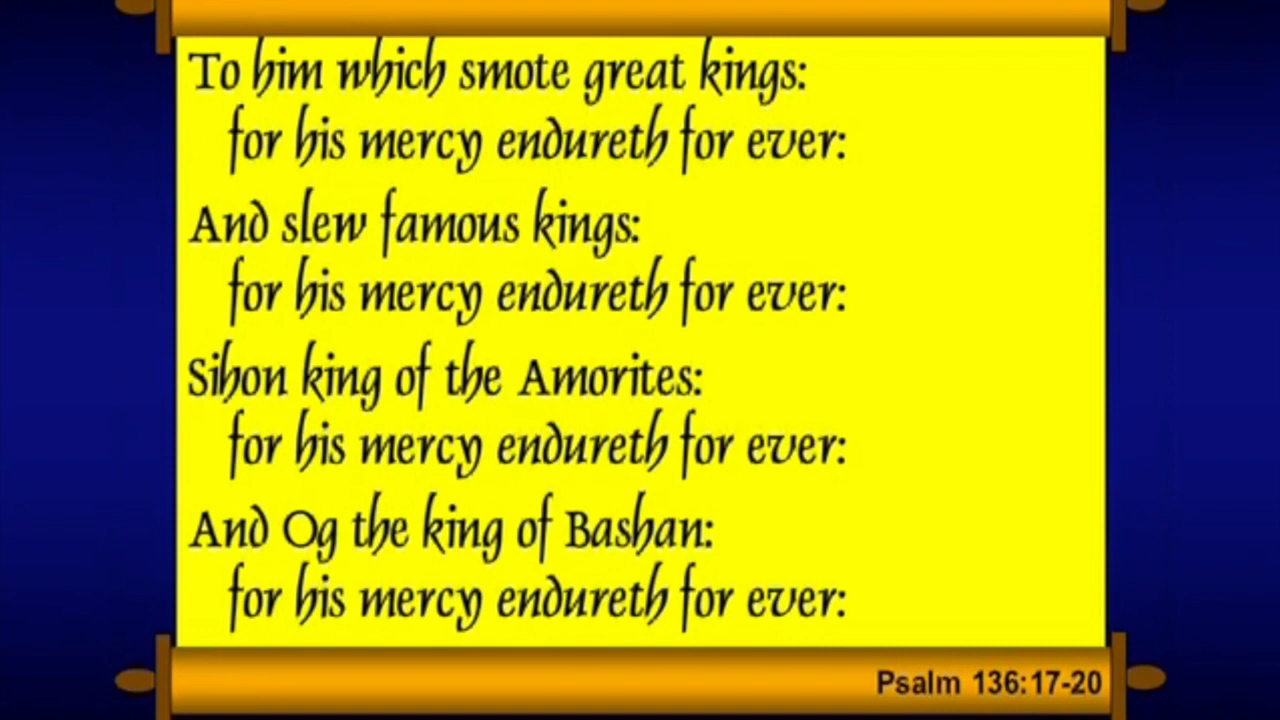 To him which smote great kings:
for his mercy endureth for ever:
And slew famous kings:
for his mercy endureth for ever:
Sihon king of the Amorites:
for his mercy endureth for ever:
And Og the king of Bashan:
for his mercy endureth for ever:
Psalm 136:17-20